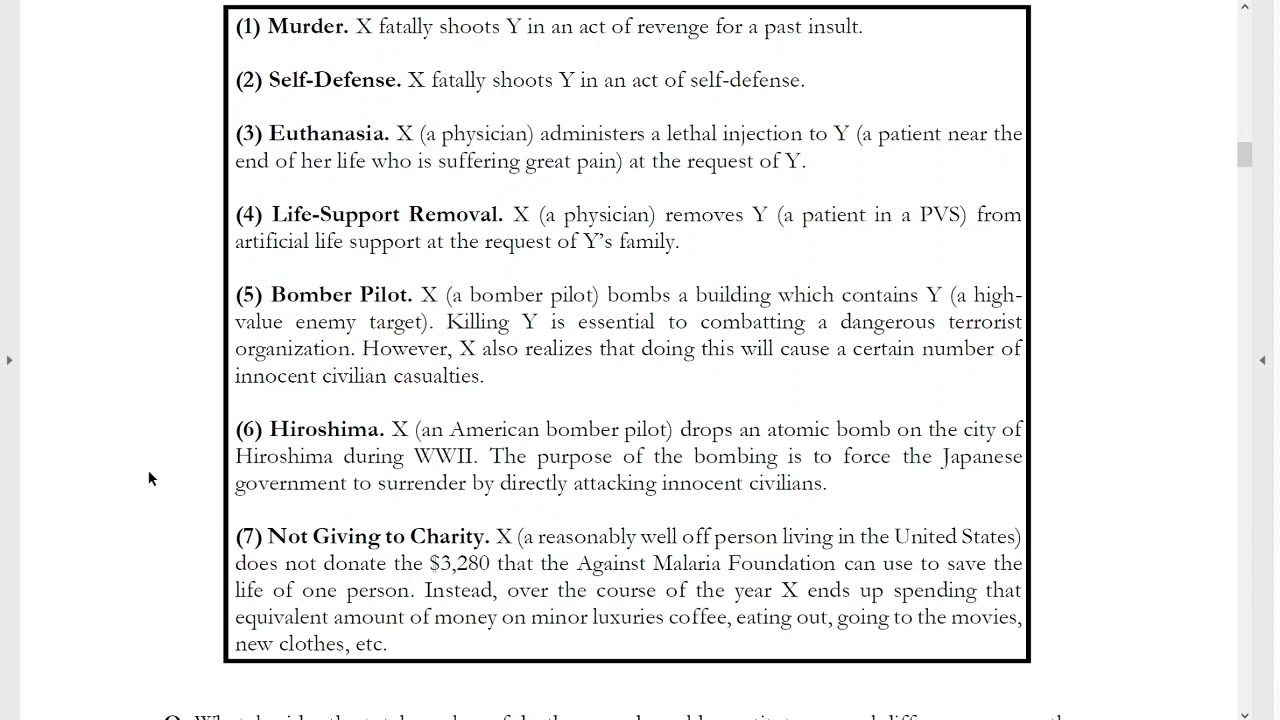 (1) Murder. X fatally shoots Y in an act of revenge for a past insult.
(2) Self-Defense. X fatally shoots Y in an act of self-defense.
(3) Euthanasia. X (a physician) administers a lethal injection to Y (a patient near the
end of her life who is suffering great pain) at the request of Y.
(4) Life-Support Removal. X (a physician) removes Y (a patient in a PVS) from
artificial life support at the request of Y’s family.
(5) Bomber Pilot. X (a bomber pilot) bombs a building which contains Y (a high-
value enemy target). Killing Y is essential to combatting a dangerous terrorist
organization. However, X also realizes that doing this will cause a certain number of
innocent civilian casualties.
(6) Hiroshima. X (an American bomber pilot) drops an atomic bomb on the city of
Hiroshima during WWII. The purpose of the bombing is to force the Japanese
government to surrender by directly attacking innocent civilians.
(7) Not Giving to Charity. X (a reasonably well off person living in the United States)
does not donate the $3,280 that the Against Malaria Foundation can use to save the
life of one person. Instead, over the course of the year X ends up spending that
equivalent amount of money on minor luxuries coffee, eating out, going to the movies,
new clothes, etc.